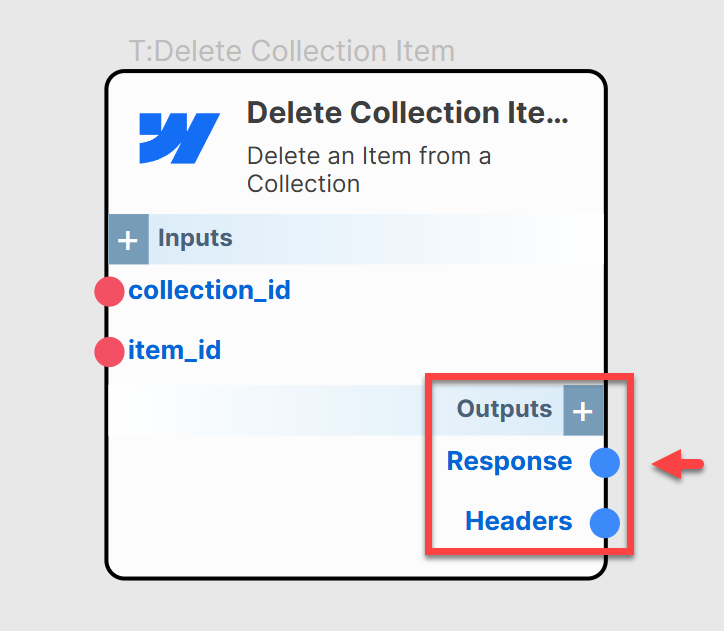 T:Delete Collection Item
Delete Collection Ite...
Delete an Item from a
Collection
+ Inputs
collection_id
item_id
Outputs +
Response
Headers